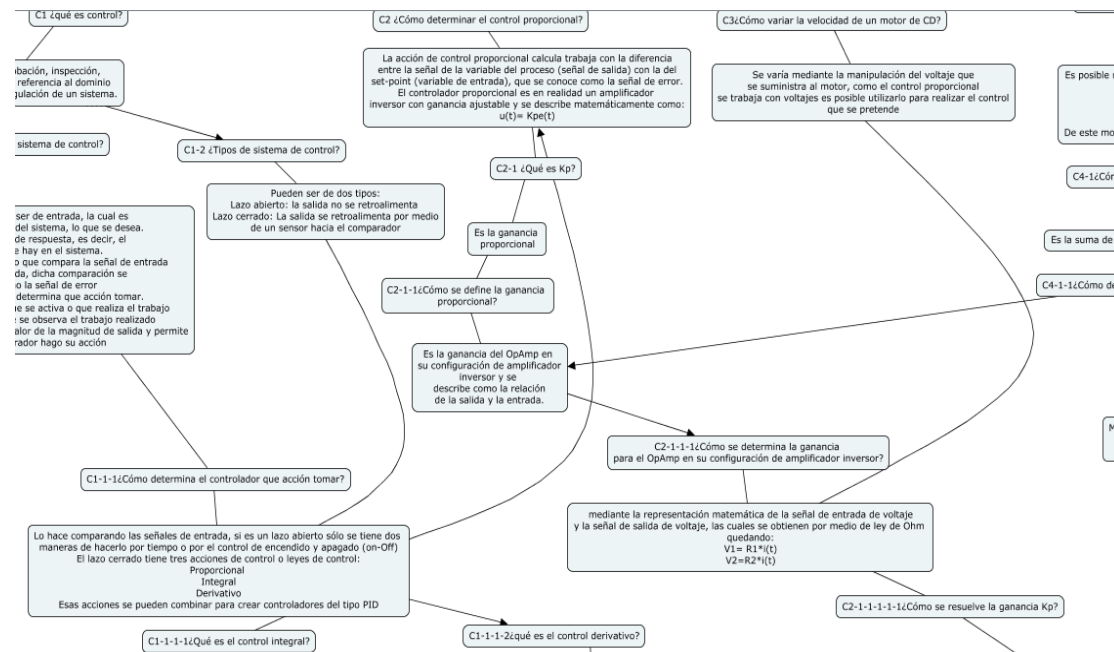 C1 ¿qué es control?
C2 ¿Cómo determinar el control proporcional?
C3¿Cómo variar la velocidad de un motor de CD?
inspección,
referencia al dominio
de un sistema.
La acción de control proporcional calcula trabaja con la diferencia
entre la señal de la variable del proceso (señal de salida) con la del
set-point (variable de entrada), que se conoce como la señal de error.
El controlador proporcional es en realidad un amplificador
inversor con ganancia ajustable y se describe matemáticamente como:
u(t)= Kpe(t)
Se varía mediante la manipulación del voltaje que
se suministra al motor, como el control proporcional
se trabaja con voltajes es posible utilizarlo para realizar el control
que se pretende
Es posible
De este
sistema de control?
C1-2 ¿Tipos de sistema de control?
C2-1 ¿Qué es Kp?
Pueden ser de dos tipos:
Lazo abierto: la salida no se retroalimenta
Lazo cerrado: La salida se retroalimenta por medio
de un sensor hacia el comparador
ser de entrada, la cual es
del sistema, lo que se desea.
de respuesta, es decir, el
hay en el sistema.
que compara la señal de entrada
dicha comparación se
la señal de error
determina que acción tomar.
se activa o que realiza el trabajo
se observa el trabajo realizado
valor de la magnitud de salida y permite
hago su acción
Es la ganancia
proporcional
Es la suma de
C2-1-1¿Cómo se define la ganancia
proporcional?
C4-1-1¿Cómo
Es la ganancia del OpAmp en
su configuración de amplificador
inversor y se
describe como la relación
de la salida y la entrada.
C2-1-1-1¿Cómo se determina la ganancia
para el OpAmp en su configuración de amplificador inversor?
C1-1-1¿Cómo determina el controlador que acción tomar?
mediante la representación matemática de la señal de entrada de voltaje
y la señal de salida de voltaje, las cuales se obtienen por medio de ley de Ohm
quedando:
V1= R1*i(t)
V2=R2*i(t)
Lo hace comparando las señales de entrada, si es un lazo abierto sólo se tiene dos
maneras de hacerlo por tiempo o por el control de encendido y apagado (on-Off)
El lazo cerrado tiene tres acciones de control o leyes de control:
Proporcional
Integral
Derivativo
Esas acciones se pueden combinar para crear controladores del tipo PID
C2-1-1-1-1-1¿Cómo se resuelve la ganancia Kp?
C1-1-1-1¿Qué es el control integral?
C1-1-1-2¿qué es el control derivativo?